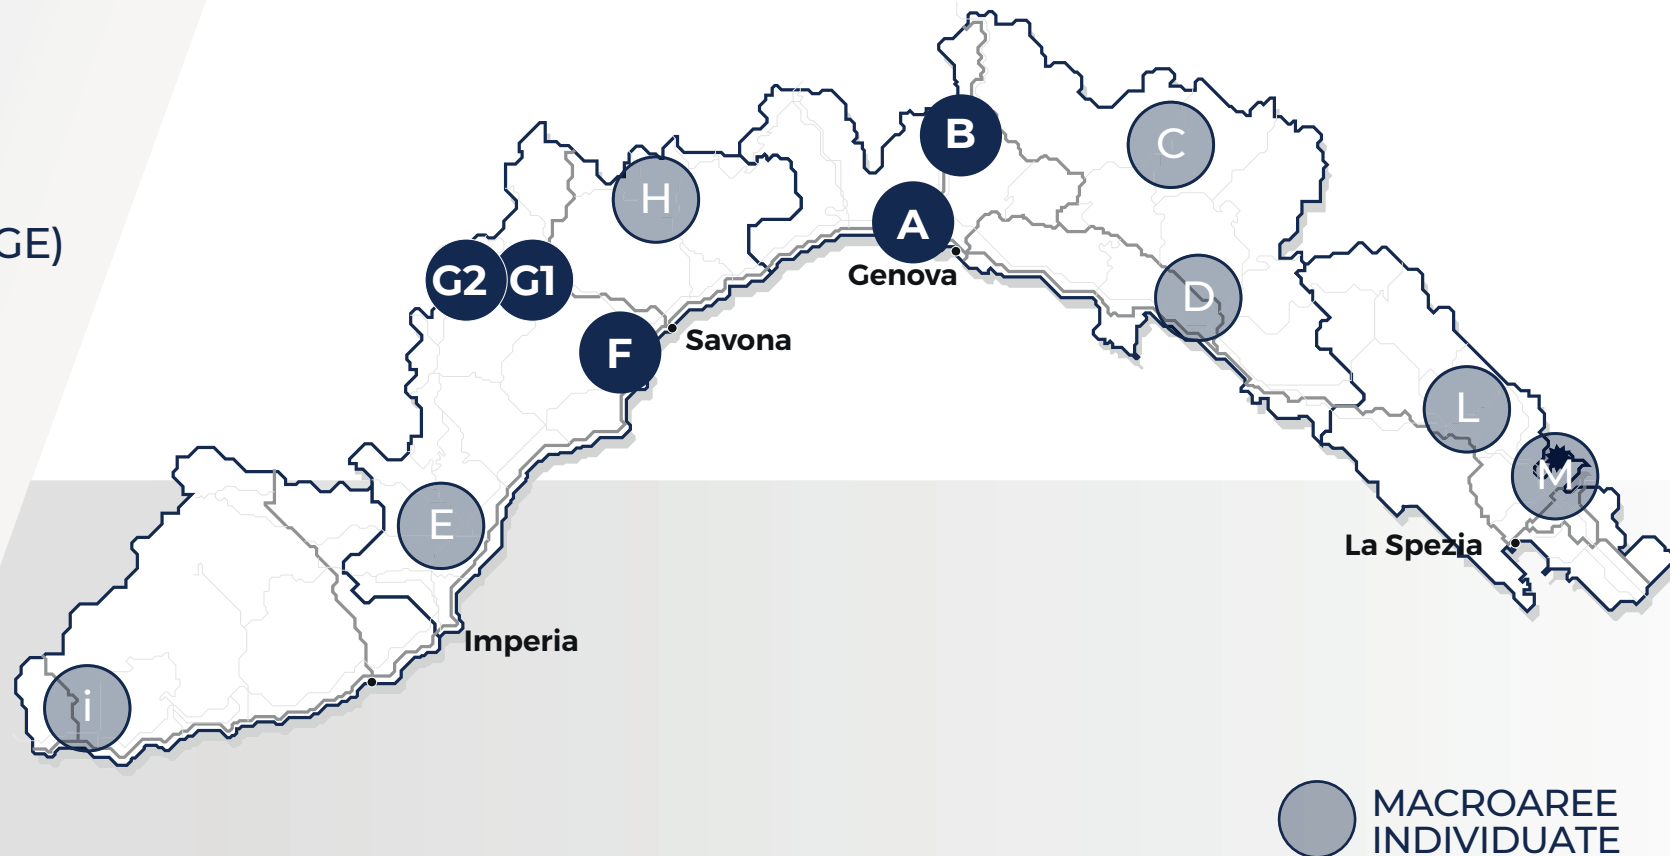 GE)
B
C
H
A
Genova
G2
G1
D
Savona
F
L
M
E
La Spezia
Imperia
i
MACROAREE
INDIVIDUATE